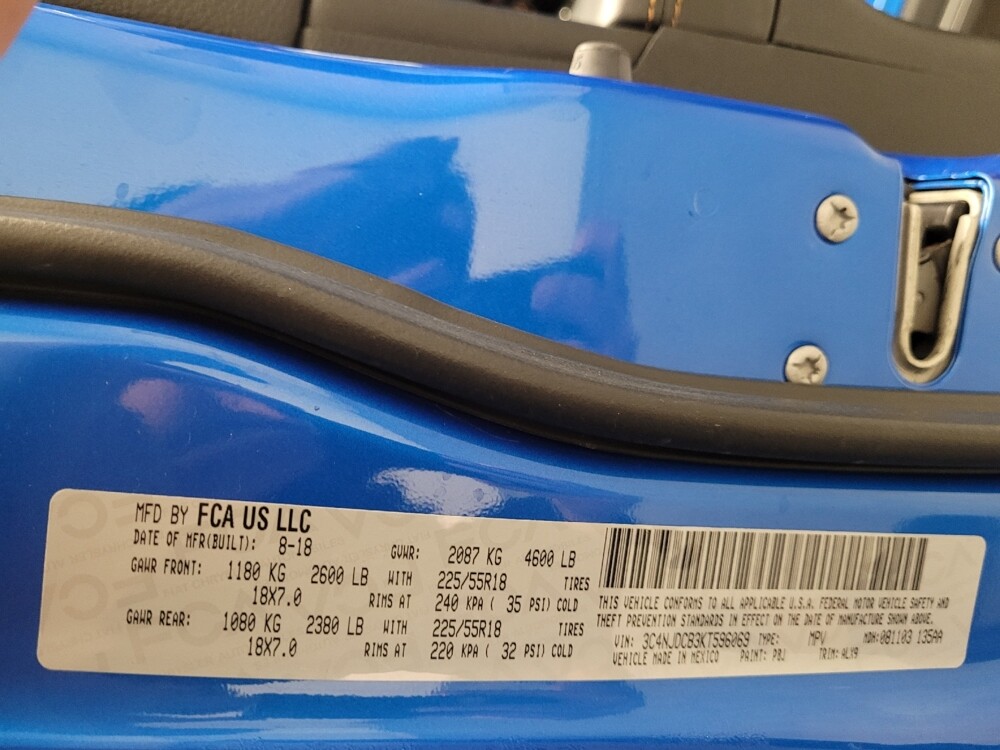 MFD BY FCA US LLC
DATE OF MFR(BUILT): 8-18 GVWR: 2087 KG 4600 LB
GAWR FRONT: 1180 KG 2600 LB WITH 225/55R18 TIRES
18X7.0 RIMS AT 240 KPA ( 35 PSI) COLD
GAWR REAR: 1080 KG 2380 LB WITH 225/55R18 TIRES
18X7.0 RIMS AT 220 KPA ( 32 PSI) COLD
THIS VEHICLE CONFORMS TO ALL APPLICABLE U.S.A. FEDERAL MOTOR VEHICLE SAFETY AND
THEFT PREVENTION STANDARDS IN EFFECT ON THE DATE OF MANUFACTURE SHOWN ABOVE.
VIN: 3C4NJDCB3KT596069 TYPE: MPV MDH: 081103 135AA
VEHICLE MADE IN MEXICO PAINT: PBJ TRIM: ALX9